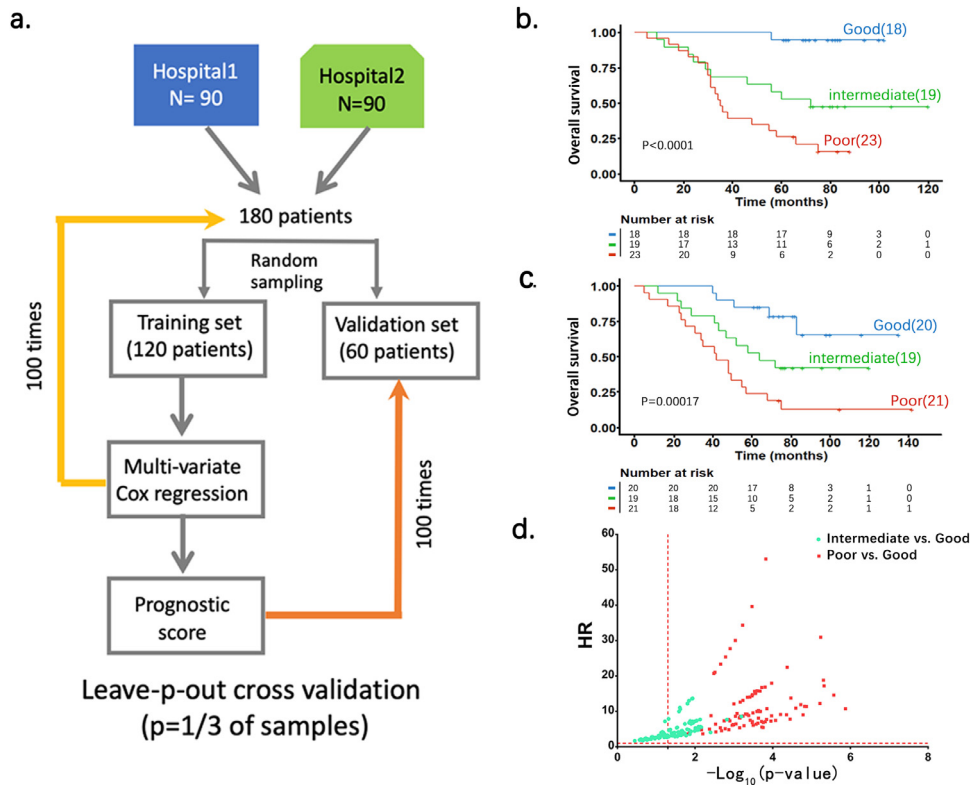 a.
Hospital1
N= 90
Hospital2
N=90
180 patients
Random
sampling
Training set
(120 patients)
Validation set
(60 patients)
100 times
Multi-variate
Cox regression
100 times
Prognostic
score
Leave-p-out cross validation
(p=1/3 of samples)
b.
Overall survival
1.00
0.75
0.50
0.25
0.00
Good(18)
intermediate(19)
Poor(23)
P<0.0001
0 20 40 60 80 100 120
Time (months)
Number at risk
18 18 18 17 9 3 0
19 17 13 11 6 2 1
23 20 9 6 2 0 0
c.
Overall survival
1.00
0.75
0.50
0.25
0.00
Good(20)
intermediate(19)
Poor(21)
P=0.00017
0 20 40 60 80 100 120 140
Time (months)
Number at risk
20 20 20 17 8 3 1 0
19 18 15 10 5 2 1 0
21 18 12 5 2 2 1 1
d.
Intermediate vs. Good
Poor vs. Good
HR
60
50
40
30
20
10
0
0 2 4 6 8
−Log10(p-value)